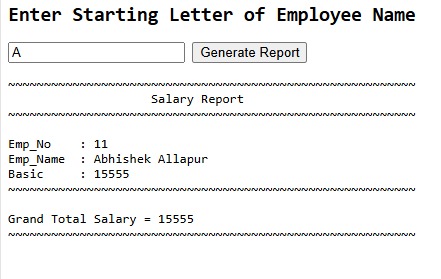 Enter Starting Letter of Employee Name
A Generate Report
~~~~~~~~~~~~~~~~~~~~~~~~~~~~~~~~~~~~~~~~~~~~~~~~~~~~~~~~~~
Salary Report
~~~~~~~~~~~~~~~~~~~~~~~~~~~~~~~~~~~~~~~~~~~~~~~~~~~~~~~~~~
Emp_No : 11
Emp_Name : Abhishek Allapur
Basic : 15555
~~~~~~~~~~~~~~~~~~~~~~~~~~~~~~~~~~~~~~~~~~~~~~~~~~~~~~~~~~
Grand Total Salary = 15555
~~~~~~~~~~~~~~~~~~~~~~~~~~~~~~~~~~~~~~~~~~~~~~~~~~~~~~~~~~